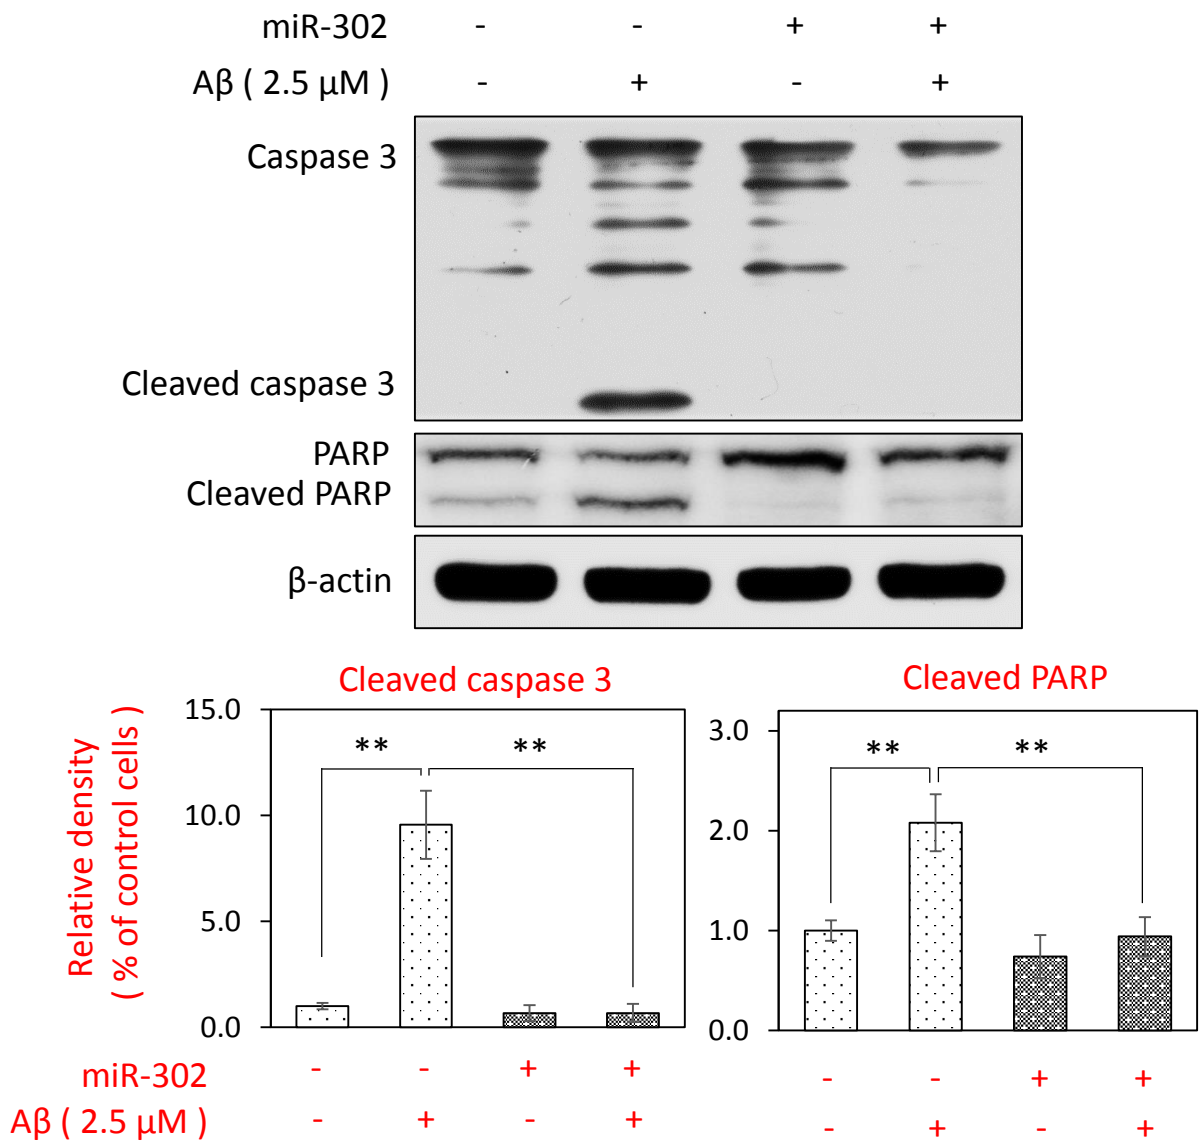 miR-302 - - + +
Aβ ( 2.5 μM ) - + - +
Caspase 3
Cleaved caspase 3
PARP
Cleaved PARP
β-actin
Cleaved caspase 3
Relative density
( % of control cells )
15.0
10.0
5.0
0.0
** **
Cleaved PARP
3.0
2.0
1.0
0.0
** **
miR-302 - - + + - - + +
Aβ ( 2.5 μM ) - + - + - + - +